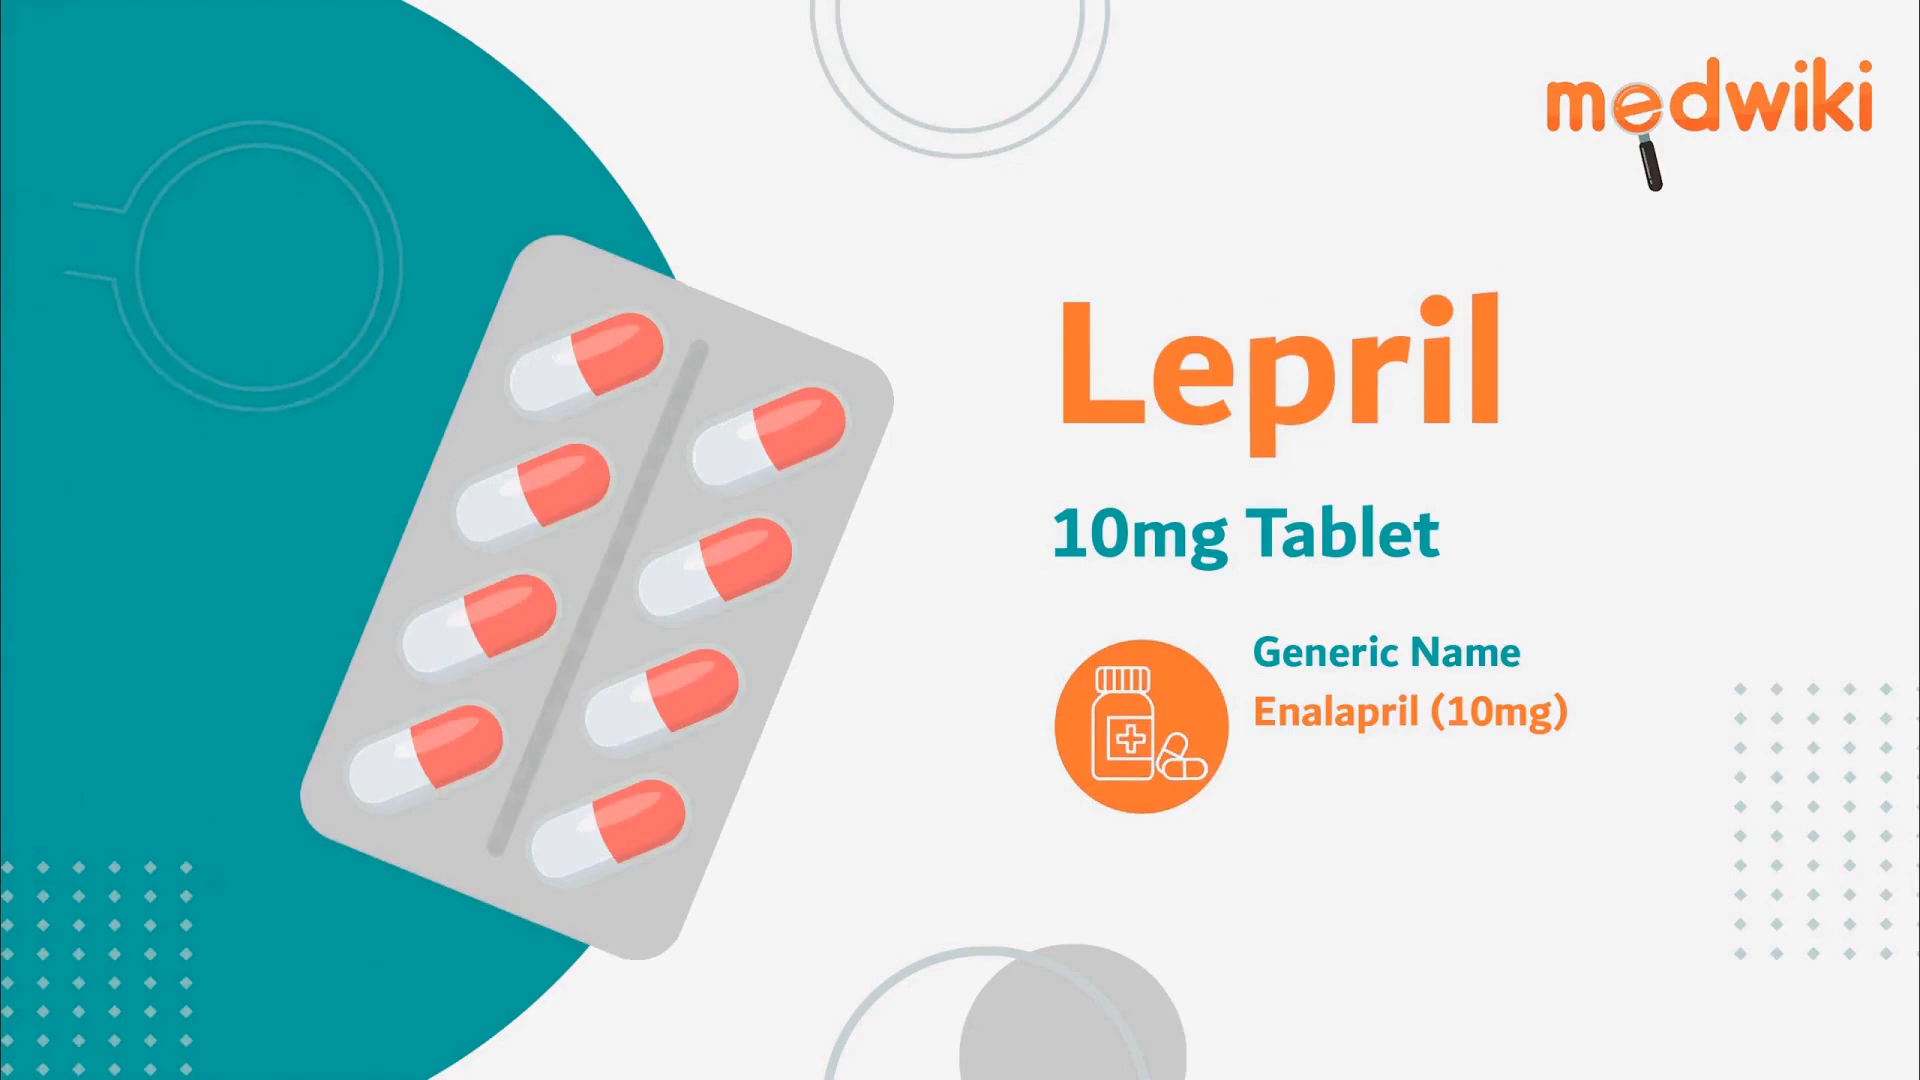 medwiki
Lepril
10mg Tablet
Generic Name
Enalapril (10mg)